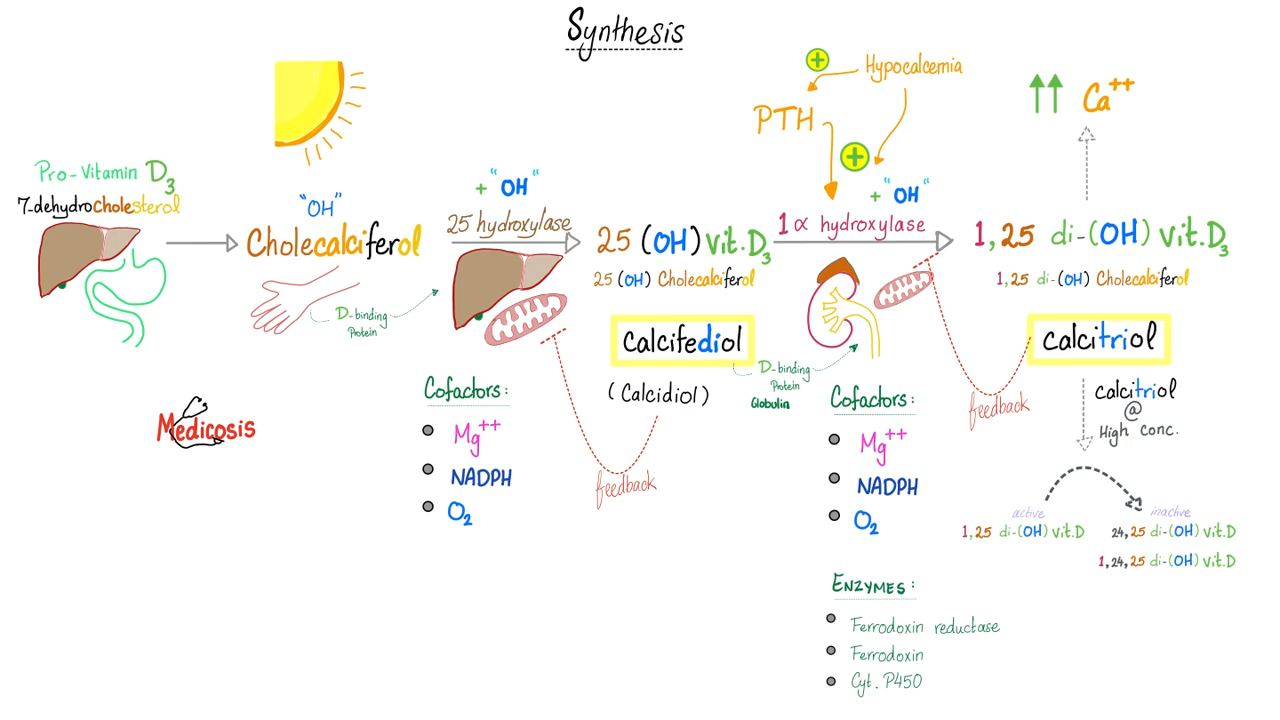 Synthesis
Pro-Vitamin D3
7-dehydrocholesterol
"OH"
Cholecalciferol
D-binding
Protein
+ "OH"
25 hydroxylase
25 (OH) vit.D3
25 (OH) Cholecalciferol
Calcifediol
(Calcidiol)
D-binding
Protein
Globulin
Hypocalcemia
+
PTH
+
+ "OH"
1 α hydroxylase
Ca++
1,25 di-(OH) vit.D3
1,25 di-(OH) Cholecalciferol
calcitriol
calcitriol
@
High conc.
feedback
feedback
Medicosis
Cofactors:
Mg++
NADPH
O2
Cofactors:
Mg++
NADPH
O2
active
1,25 di-(OH) vit.D
inactive
24,25 di-(OH) vit.D
1,24,25 di-(OH) vit.D
ENZYMES:
Ferrodoxin reductase
Ferrodoxin
Cyt. P450